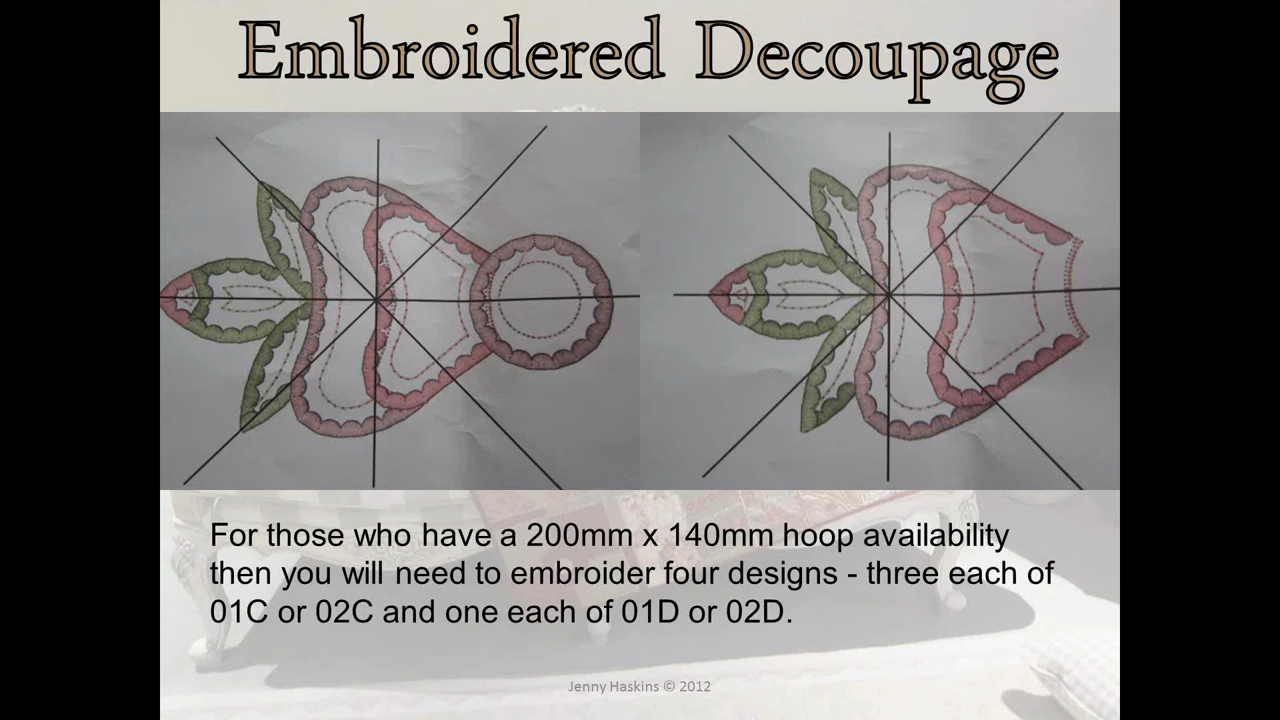 Embroidered Decoupage
For those who have a 200mm x 140mm hoop availability
then you will need to embroider four designs - three each of
01C or 02C and one each of 01D or 02D.
Jenny Haskins © 2012